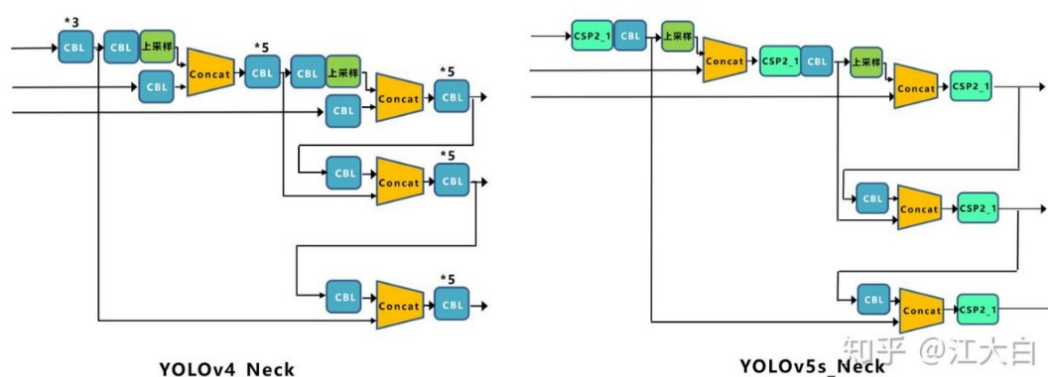 *3
CBL
CBL
上采样
Concat
*5
CBL
CBL
上采样
Concat
*5
CBL
CBL
CBL
CBL
Concat
*5
CBL
CBL
Concat
*5
CBL
YOLOv4_Neck
CSP2_1
CBL
上采样
Concat
CSP2_1
CBL
上采样
Concat
CSP2_1
CBL
Concat
CSP2_1
CBL
Concat
CSP2_1
YOLOv5s_Neck
知乎 @江大白